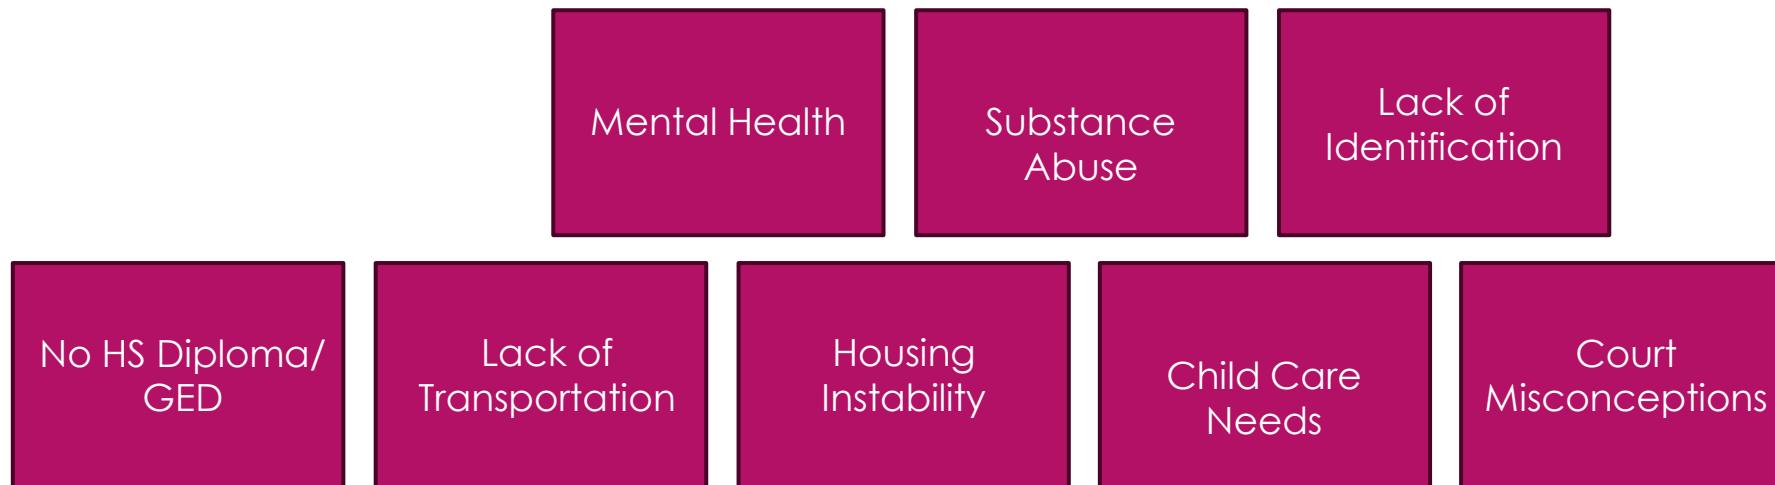 Mental Health
Substance
Abuse
Lack of
Identification
No HS Diploma/
GED
Lack of
Transportation
Housing
Instability
Child Care
Needs
Court
Misconceptions